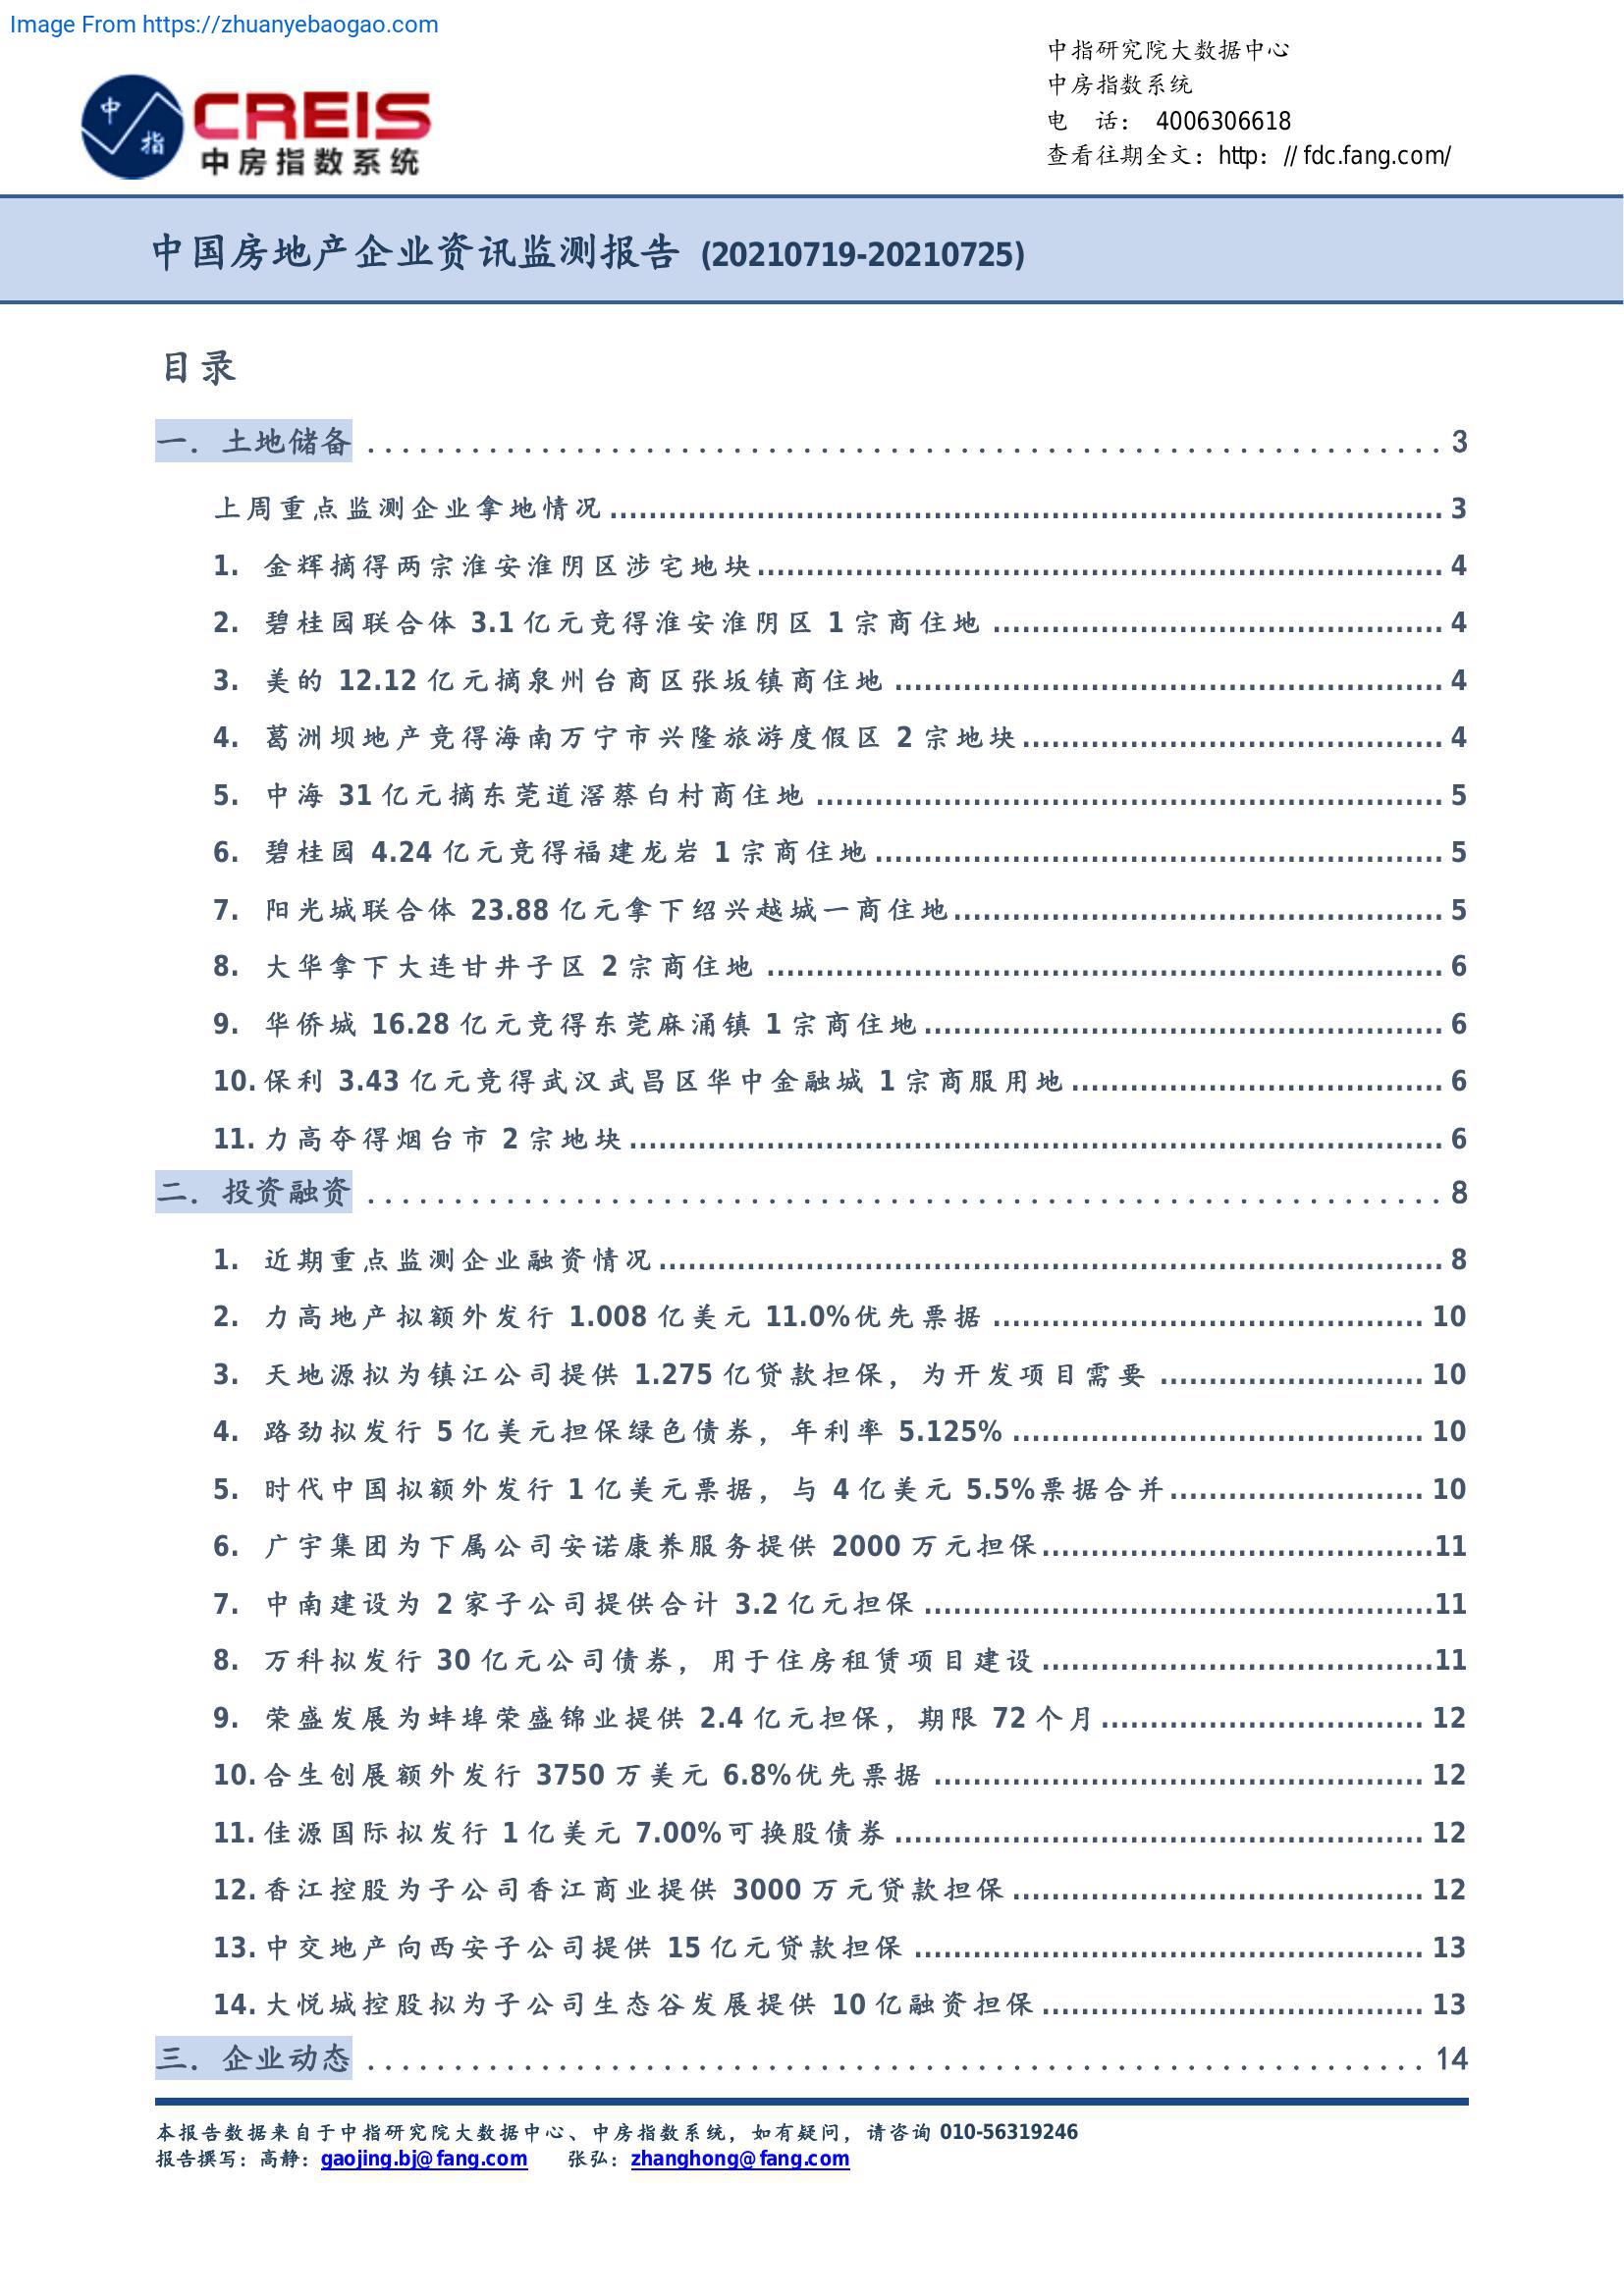 Image From https://zhuanyebaogao.com
中指研究院大数据中心
中房指数系统
电 话： 4006306618
查看往期全文：http：// fdc.fang.com/
中
指
CREIS
中房指数系统
中国房地产企业资讯监测报告 (20210719-20210725)
目录
一. 土地储备 ........................................................ 3
上周重点监测企业拿地情况........................................................ 3
1. 金辉摘得两宗淮安淮阴区涉宅地块........................................................ 4
2. 碧桂园联合体 3.1 亿元竞得淮安淮阴区 1 宗商住地 ........................................................ 4
3. 美的 12.12 亿元摘泉州台商区张坂镇商住地 ........................................................ 4
4. 葛洲坝地产竞得海南万宁市兴隆旅游度假区 2 宗地块........................................................ 4
5. 中海 31 亿元摘东莞道滘蔡白村商住地 ........................................................ 5
6. 碧桂园 4.24 亿元竞得福建龙岩 1 宗商住地........................................................ 5
7. 阳光城联合体 23.88 亿元拿下绍兴越城一商住地........................................................ 5
8. 大华拿下大连甘井子区 2 宗商住地 ........................................................ 6
9. 华侨城 16.28 亿元竞得东莞麻涌镇 1 宗商住地........................................................ 6
10. 保利 3.43 亿元竞得武汉武昌区华中金融城 1 宗商服用地........................................................ 6
11. 力高夺得烟台市 2 宗地块........................................................ 6
二. 投资融资 ........................................................ 8
1. 近期重点监测企业融资情况........................................................ 8
2. 力高地产拟额外发行 1.008 亿美元 11.0%优先票据 ........................................................ 10
3. 天地源拟为镇江公司提供 1.275 亿贷款担保，为开发项目需要 ........................................................ 10
4. 路劲拟发行 5 亿美元担保绿色债券，年利率 5.125% ........................................................ 10
5. 时代中国拟额外发行 1 亿美元票据，与 4 亿美元 5.5%票据合并........................................................ 10
6. 广宇集团为下属公司安诺康养服务提供 2000 万元担保........................................................11
7. 中南建设为 2 家子公司提供合计 3.2 亿元担保 ........................................................11
8. 万科拟发行 30 亿元公司债券，用于住房租赁项目建设 ........................................................11
9. 荣盛发展为蚌埠荣盛锦业提供 2.4 亿元担保，期限 72 个月........................................................ 12
10. 合生创展额外发行 3750 万美元 6.8%优先票据 ........................................................ 12
11. 佳源国际拟发行 1 亿美元 7.00%可换股债券 ........................................................ 12
12. 香江控股为子公司香江商业提供 3000 万元贷款担保 ........................................................ 12
13. 中交地产向西安子公司提供 15 亿元贷款担保 ........................................................ 13
14. 大悦城控股拟为子公司生态谷发展提供 10 亿融资担保 ........................................................ 13
三. 企业动态 ........................................................ 14
本报告数据来自于中指研究院大数据中心、中房指数系统，如有疑问，请咨询 010-56319246
报告撰写：高静：gaojing.bj@fang.com 张弘：zhanghong@fang.com